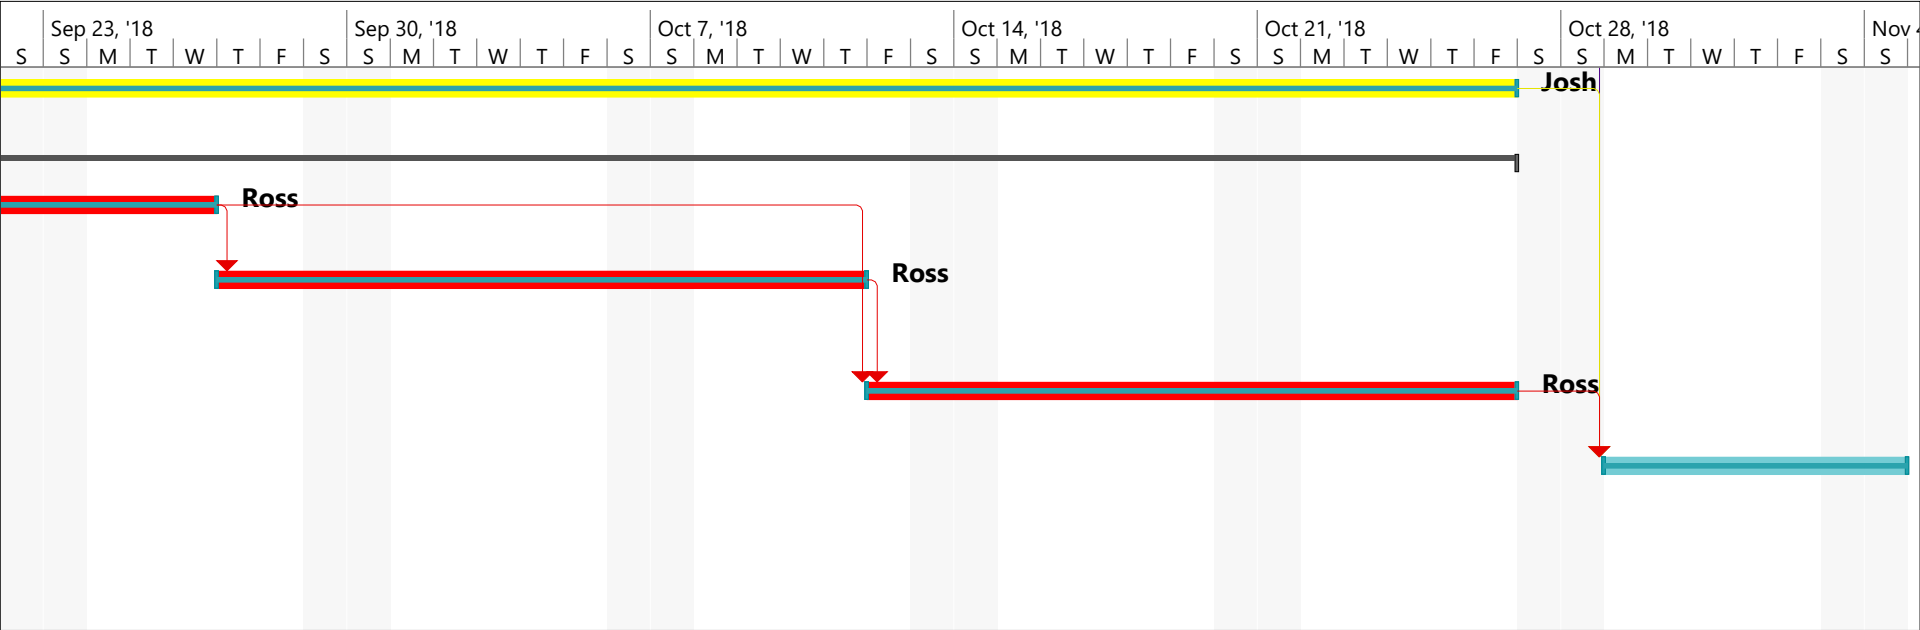 Sep 23, '18 Sep 30, '18 Oct 7, '18 Oct 14, '18 Oct 21, '18 Oct 28, '18 Nov
S S M T W T F S S M T W T F S S M T W T F S S M T W T F S S M T W T F S S M T W T F S S
Josh
Ross
Ross
Ross